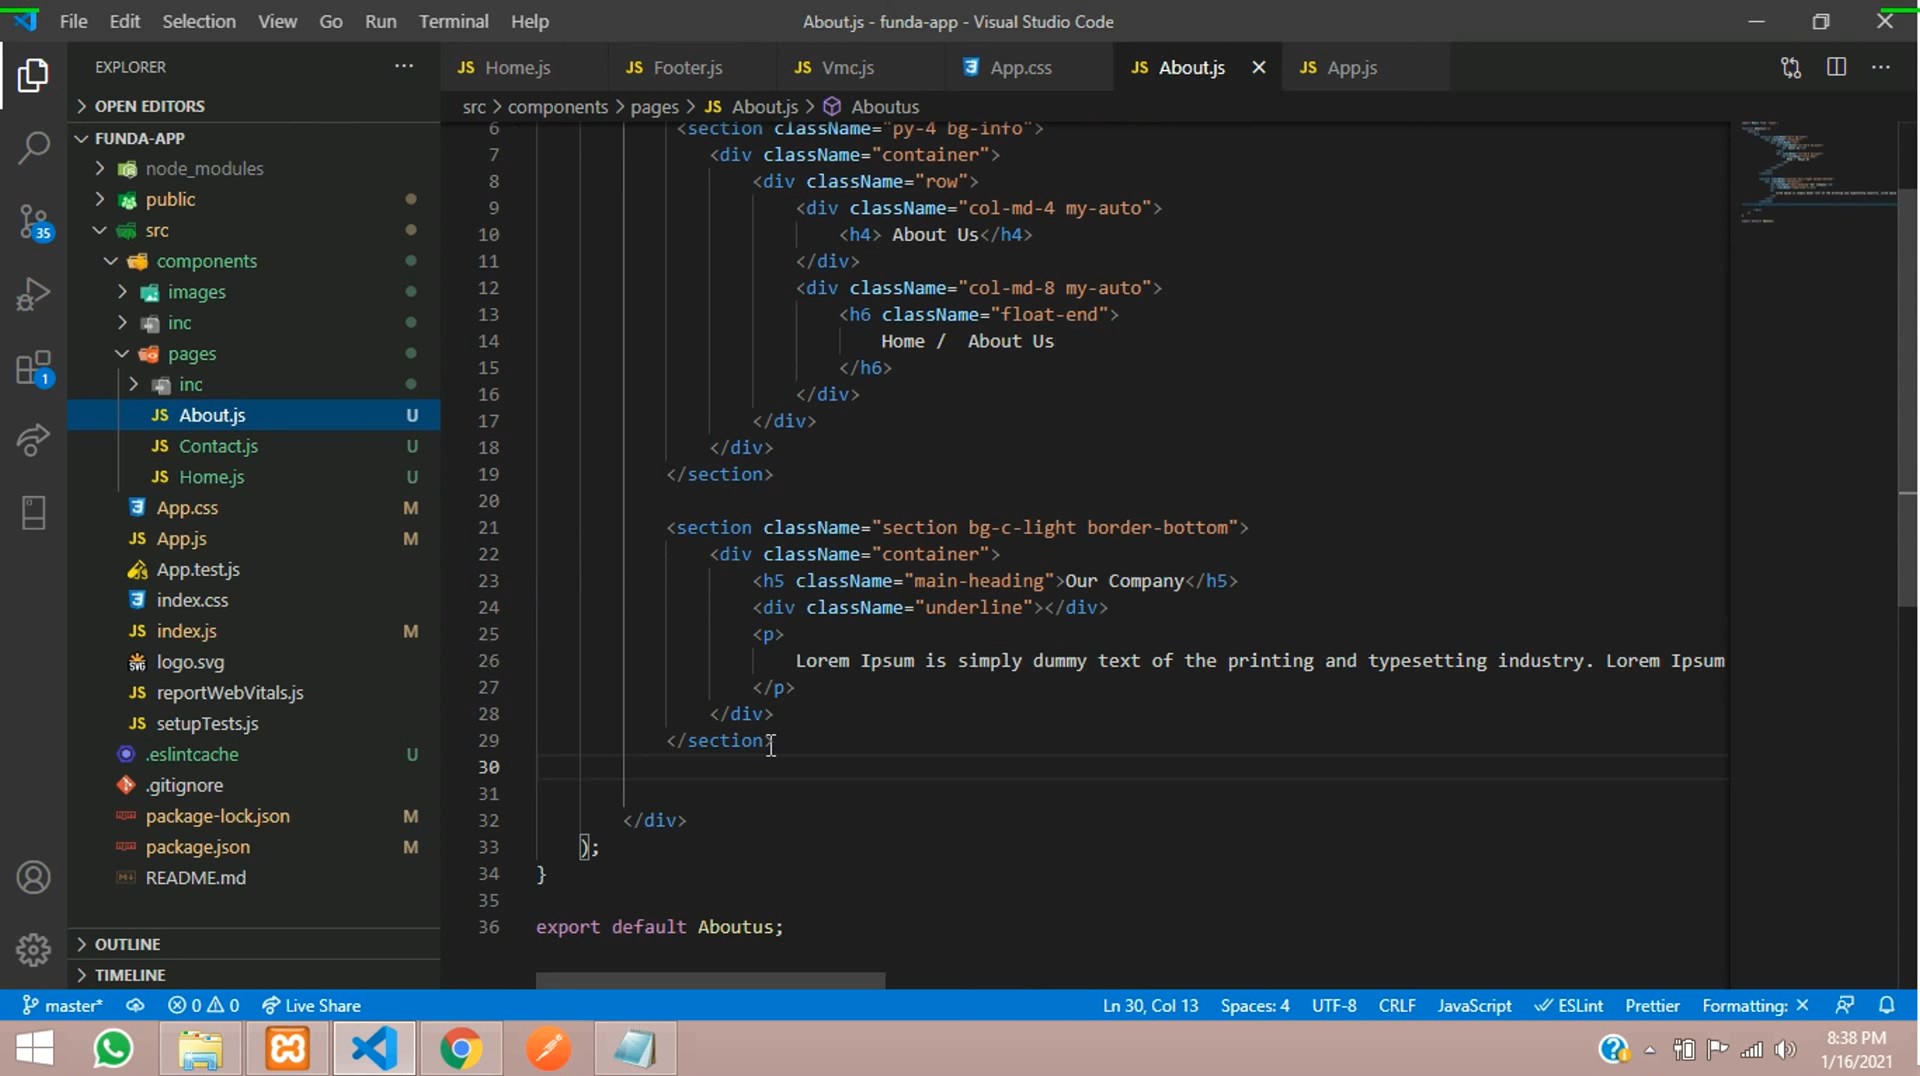 File Edit Selection View Go Run Terminal Help
About.js - funda-app - Visual Studio Code
EXPLORER
OPEN EDITORS
FUNDA-APP
node_modules
public
src
components
images
inc
pages
inc
About.js U
Contact.js U
Home.js U
App.css M
App.js M
App.test.js
index.css
index.js M
logo.svg
reportWebVitals.js
setupTests.js
.eslintcache U
.gitignore
package-lock.json M
package.json M
README.md
OUTLINE
TIMELINE
35
1
JS Home.js JS Footer.js JS Vmc.js App.css JS About.js JS App.js
src > components > pages > JS About.js > Aboutus
6 <section className="py-4 bg-info">
7 <div className="container">
8 <div className="row">
9 <div className="col-md-4 my-auto">
10 <h4> About Us</h4>
11 </div>
12 <div className="col-md-8 my-auto">
13 <h6 className="float-end">
14 Home /  About Us
15 </h6>
16 </div>
17 </div>
18 </div>
19 </section>
20
21 <section className="section bg-c-light border-bottom">
22 <div className="container">
23 <h5 className="main-heading">Our Company</h5>
24 <div className="underline"></div>
25 <p>
26 Lorem Ipsum is simply dummy text of the printing and typesetting industry. Lorem Ipsum
27 </p>
28 </div>
29 </section>
30
31
32 </div>
33 );
34 }
35
36 export default Aboutus;
master* 0 0 Live Share Ln 30, Col 13 Spaces: 4 UTF-8 CRLF JavaScript ESLint Prettier Formatting: ×
8:38 PM
1/16/2021